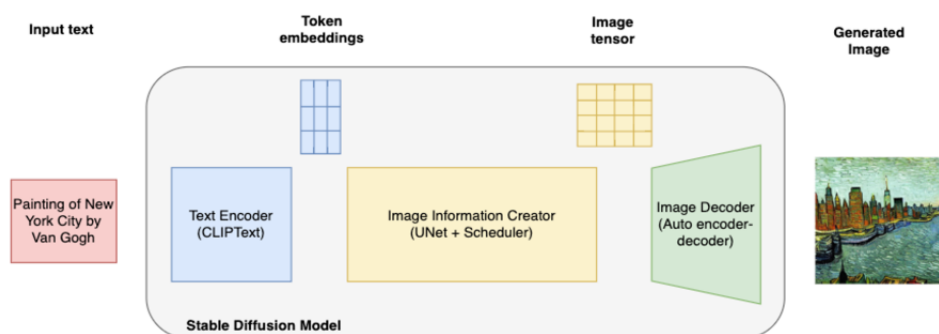 Input text
Token
embeddings
Image
tensor
Generated
Image
Painting of New
York City by
Van Gogh
Text Encoder
(CLIPText)
Image Information Creator
(UNet + Scheduler)
Image Decoder
(Auto encoder-
decoder)
Stable Diffusion Model